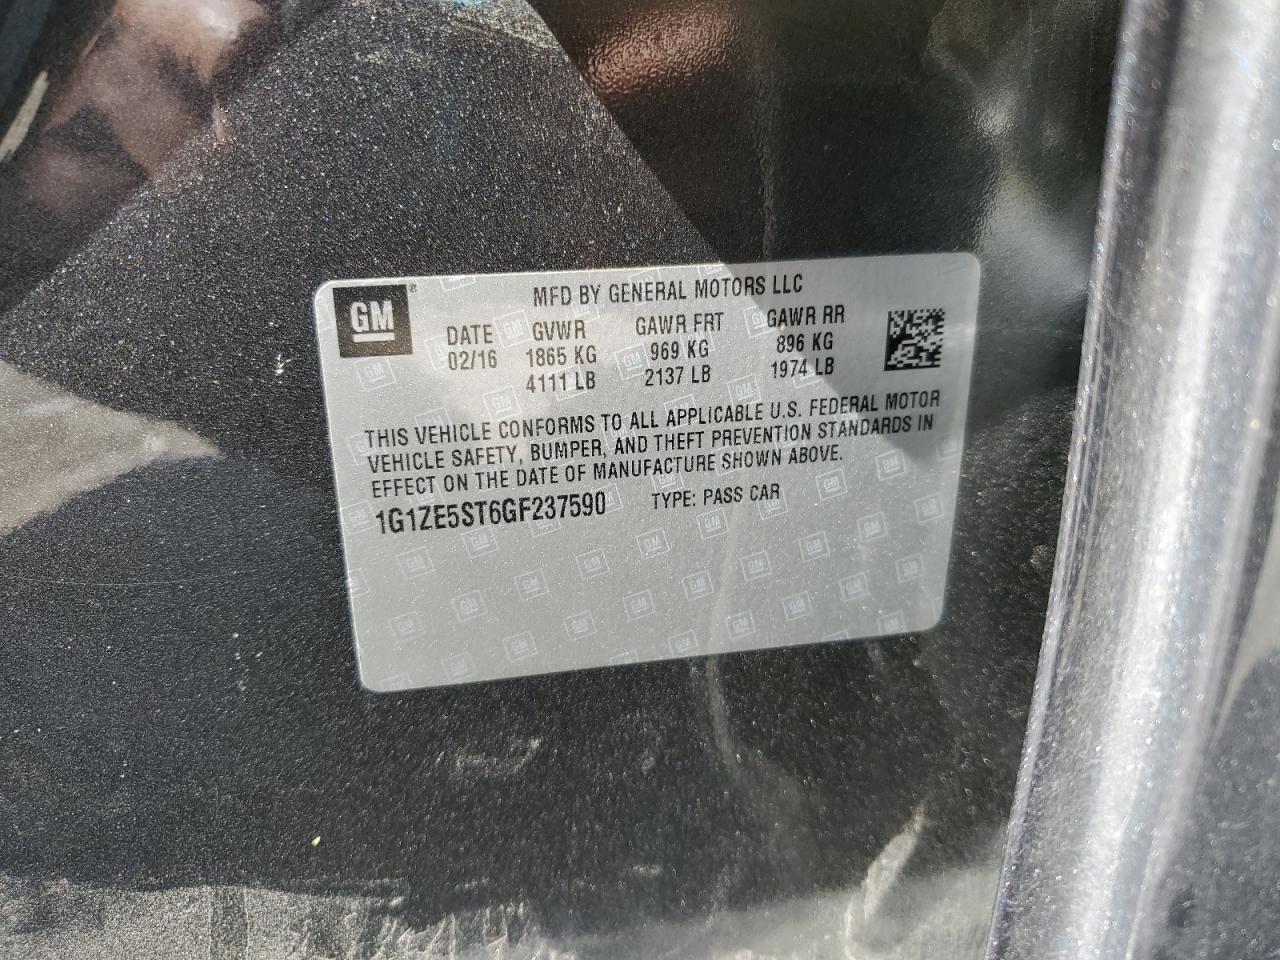 GM®
MFD BY GENERAL MOTORS LLC
DATE GVWR GAWR FRT GAWR RR
02/16 1865 KG 969 KG 896 KG
4111 LB 2137 LB 1974 LB
THIS VEHICLE CONFORMS TO ALL APPLICABLE U.S. FEDERAL MOTOR
VEHICLE SAFETY, BUMPER, AND THEFT PREVENTION STANDARDS IN
EFFECT ON THE DATE OF MANUFACTURE SHOWN ABOVE.
1G1ZE5ST6GF237590 TYPE: PASS CAR